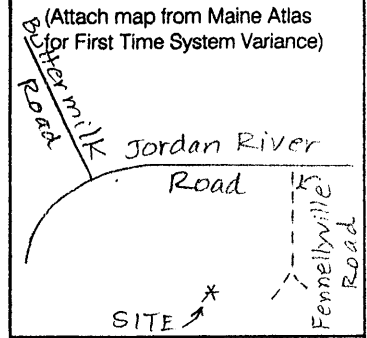 (Attach map from Maine Atlas
for First Time System Variance)
Buttermilk
Road
Jordan River
Road
Fennellyville
Road
SITE